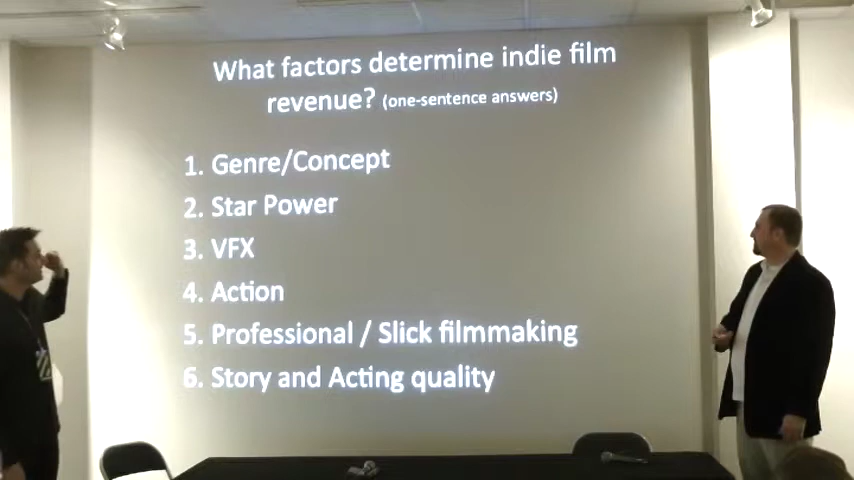 What factors determine indie film
revenue? (one-sentence answers)
1. Genre/Concept
2. Star Power
3. VFX
4. Action
5. Professional / Slick filmmaking
6. Story and Acting quality